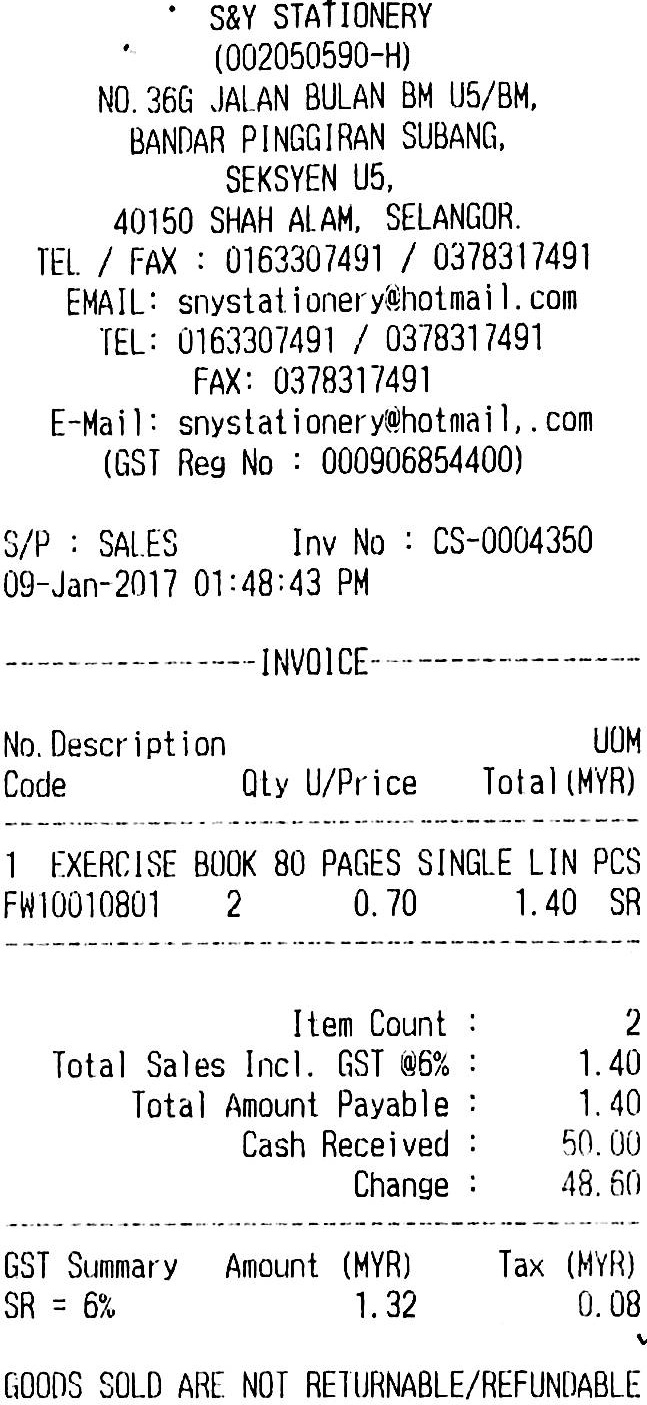 S&Y STATIONERY
(002050590-H)
NO.36G JALAN BULAN BM U5/BM,
BANDAR PINGGIRAN SUBANG,
SEKSYEN U5,
40150 SHAH ALAM, SELANGOR.
TEL / FAX : 0163307491 / 0378317491
EMAIL: snystationery@hotmail.com
TEL: 0163307491 / 0378317491
FAX: 0378317491
E-Mail: snystationery@hotmail,.com
(GST Reg No : 000906854400)
S/P : SALES Inv No : CS-0004350
09-Jan-2017 01:48:43 PM
-----------------INVOICE------------------
No.Description UOM
Code Qty U/Price Total(MYR)
1 EXERCISE BOOK 80 PAGES SINGLE LIN PCS
FW10010801 2 0.70 1.40 SR
Item Count : 2
Total Sales Incl. GST @6% : 1.40
Total Amount Payable : 1.40
Cash Received : 50.00
Change : 48.60
GST Summary Amount (MYR) Tax (MYR)
SR = 6% 1.32 0.08
GOODS SOLD ARE NOT RETURNABLE/REFUNDABLE